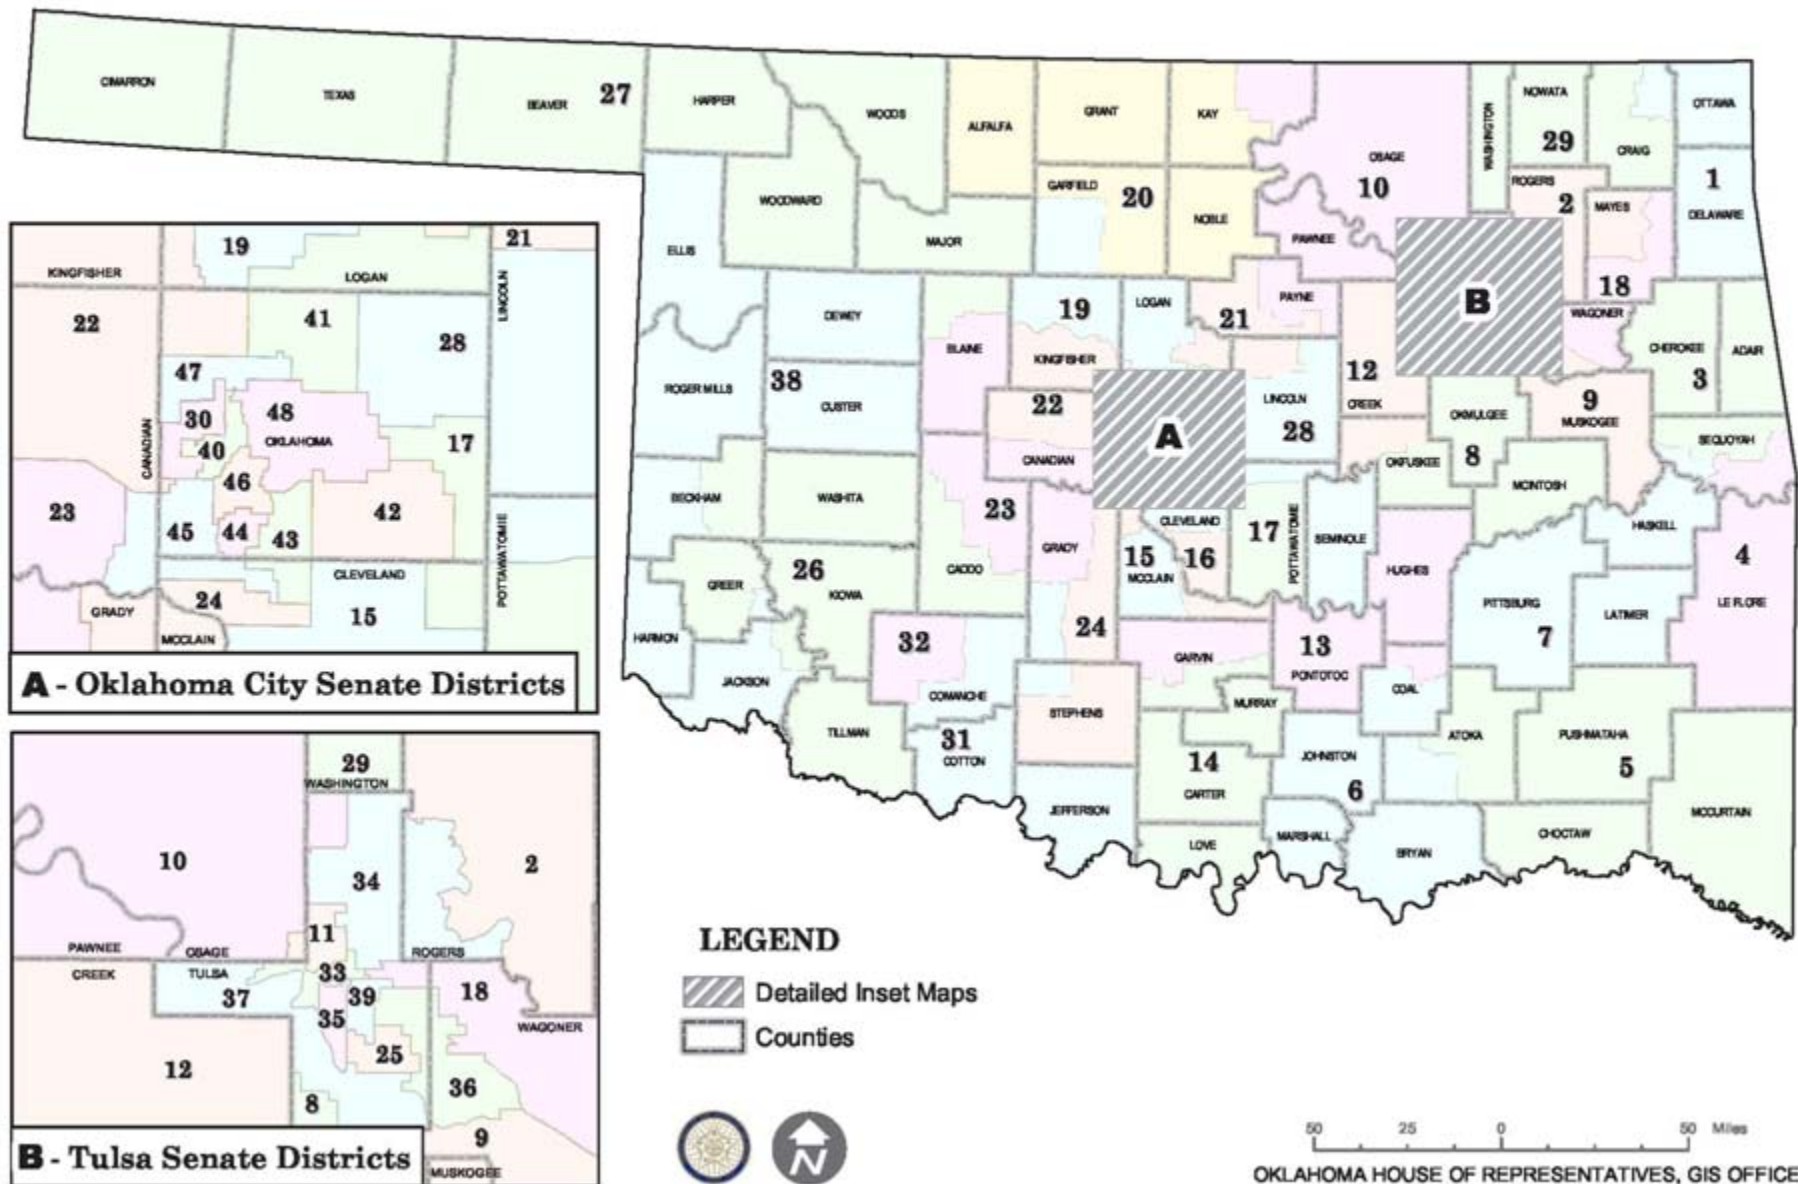 CIMARRON
TEXAS
BEAVER
27
HARPER
WOODS
ALFALFA
GRANT
KAY
OSAGE
10
WASHINGTON
NOWATA
29
CRAIG
OTTAWA
1
DELAWARE
ROGERS
2
MAYES
18
WAGONER
ELLIS
WOODWARD
MAJOR
GARFIELD
20
NOBLE
PAWNEE
B
DEWEY
BLAINE
19
KINGFISHER
LOGAN
21
PAYNE
12
CREEK
CHEROKEE
3
ADAIR
ROGER MILLS
38
CUSTER
22
CANADIAN
A
LINCOLN
28
OKMULGEE
8
9
MUSKOGEE
SEQUOYAH
BECKHAM
WASHITA
23
CADDO
GRADY
CLEVELAND
15
MCCLAIN
16
17
POTTAWATOMIE
SEMINOLE
OKFUSKEE
MCINTOSH
HUGHES
HASKELL
4
LE FLORE
PITTSBURG
7
LATIMER
GREER
26
KIOWA
HARMON
JACKSON
32
COMANCHE
24
GARVIN
13
PONTOTOC
COAL
STEPHENS
MURRAY
TILLMAN
31
COTTON
14
CARTER
JOHNSTON
6
ATOKA
PUSHMATAHA
5
JEFFERSON
LOVE
MARSHALL
BRYAN
CHOCTAW
MCCURTAIN
19
21
KINGFISHER
LOGAN
LINCOLN
22
41
28
47
30
48
OKLAHOMA
40
17
CANADIAN
46
23
45
44
43
42
CLEVELAND
24
15
POTTAWATOMIE
GRADY
MCCLAIN
A - Oklahoma City Senate Districts
29
WASHINGTON
10
34
2
11
PAWNEE
OSAGE
ROGERS
CREEK
TULSA
33
37
39
18
35
WAGONER
12
25
8
36
9
MUSKOGEE
B - Tulsa Senate Districts
LEGEND
Detailed Inset Maps
Counties
N
50 25 0 50 Miles
OKLAHOMA HOUSE OF REPRESENTATIVES, GIS OFFICE